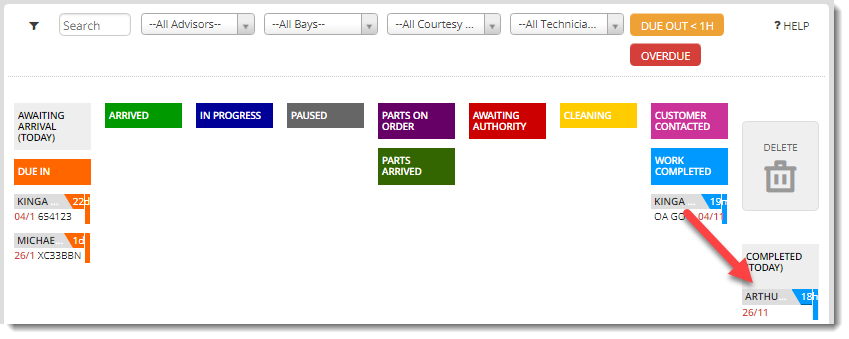 Search
--All Advisors--
--All Bays--
--All Courtesy ...
--All Technicia...
DUE OUT < 1H
? HELP
OVERDUE
AWAITING
ARRIVAL
(TODAY)
DUE IN
KINGA ... 22d
04/1 654123
MICHAE... 1d
26/1 XC33BBN
ARRIVED
IN PROGRESS
PAUSED
PARTS ON
ORDER
PARTS
ARRIVED
AWAITING
AUTHORITY
CLEANING
CUSTOMER
CONTACTED
WORK
COMPLETED
KINGA ... 19m
OA GO 04/11
DELETE
COMPLETED
(TODAY)
ARTHU... 18m
26/11